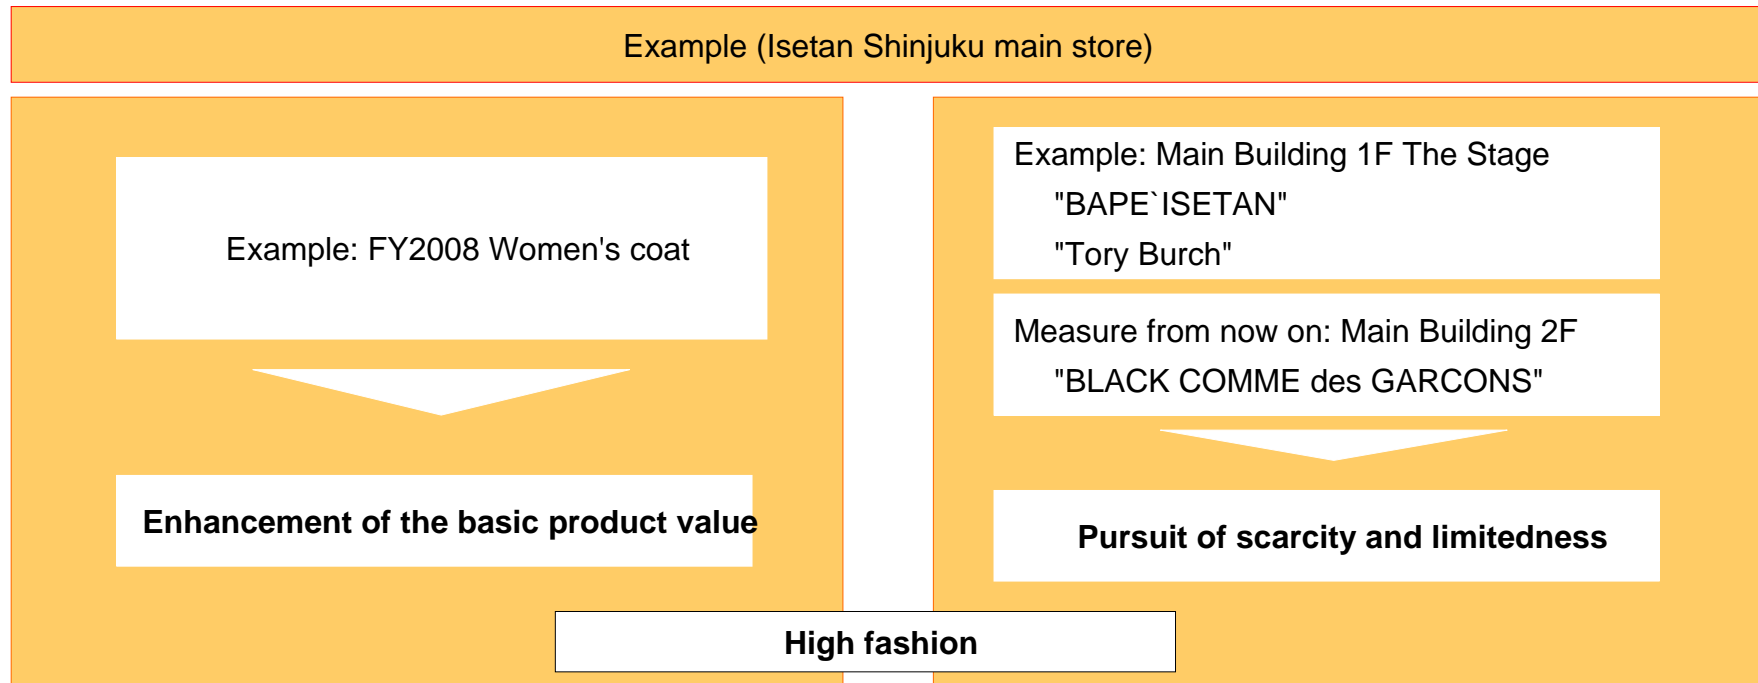 Example (Isetan Shinjuku main store)
Example: FY2008 Women's coat
Enhancement of the basic product value
Example: Main Building 1F The Stage
"BAPE`ISETAN"
"Tory Burch"
Measure from now on: Main Building 2F
"BLACK COMME des GARCONS"
Pursuit of scarcity and limitedness
High fashion